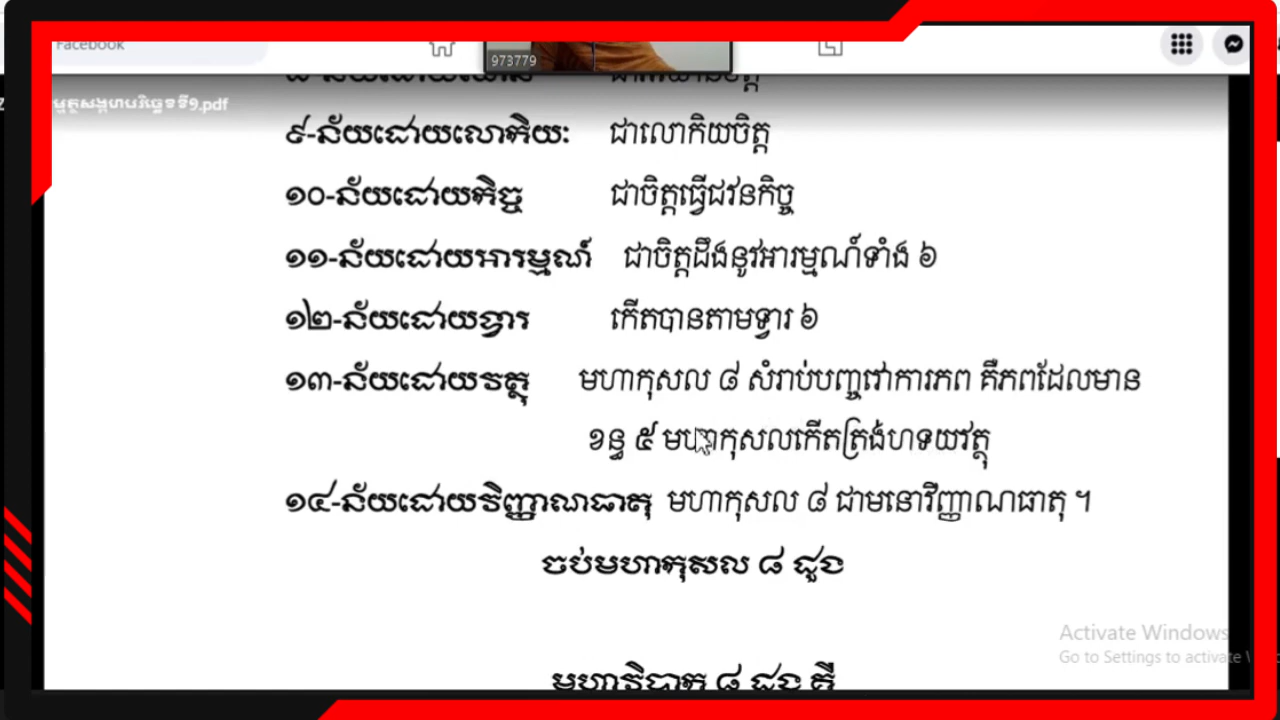 Facebook
973779
៩-ន័យដោយលោកិយៈ ជាលោកិយចិត្ត
១០-ន័យដោយកិច្ច ជាចិត្តធ្វើជវនកិច្ច
១១-ន័យដោយអារម្មណ៍ ជាចិត្តដឹងនូវអារម្មណ៍ទាំង ៦
១២-ន័យដោយទ្វារ កើតបានតាមទ្វារ ៦
១៣-ន័យដោយវត្ថុ មហាកុសល ៨ សំរាប់បញ្ចវោការភព គឺភពដែលមាន
ខន្ធ ៥ មហាកុសលកើតត្រង់ហទយវត្ថុ
១៤-ន័យដោយវិញ្ញាណធាតុ មហាកុសល ៨ ជាមនោវិញ្ញាណធាតុ ។
ចប់មហាកុសល ៨ ដួង
Activate Windows
Go to Settings to activate
មហាវិបាក ៨ ដួង គឺ